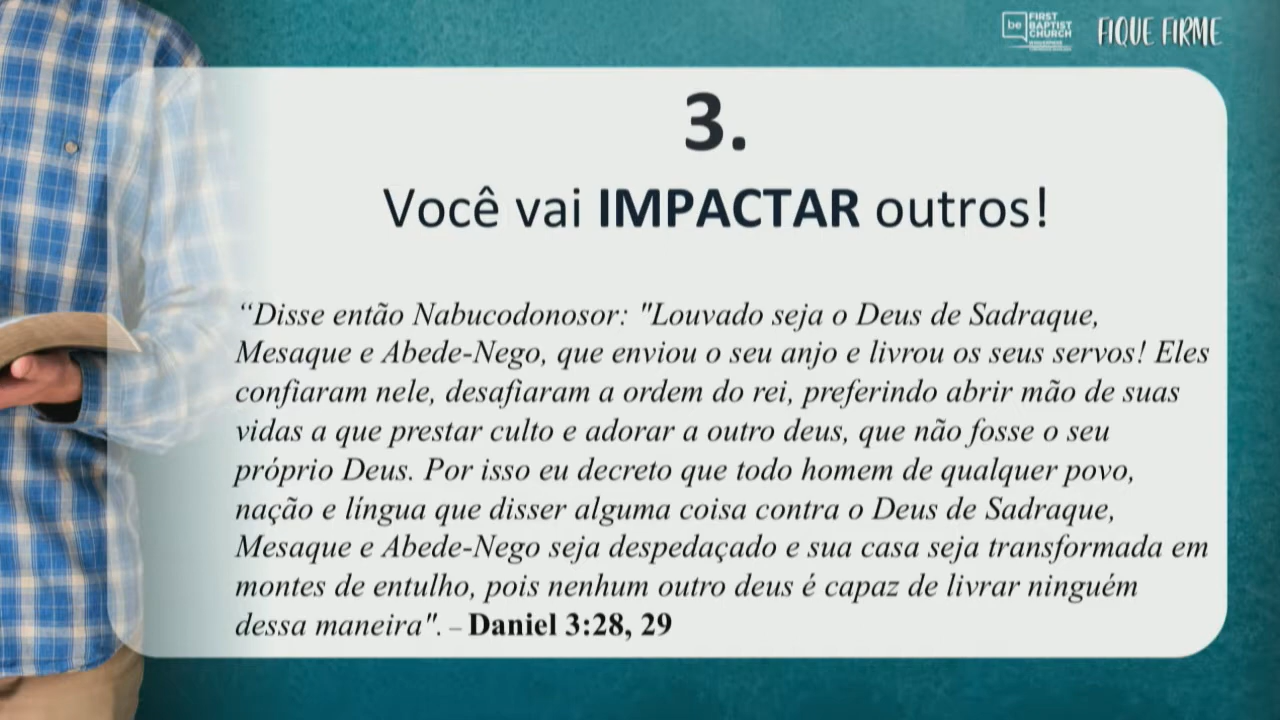 be FIRST
BAPTIST
CHURCH
FIQUE FIRME
3.
Você vai IMPACTAR outros!
“Disse então Nabucodonosor: "Louvado seja o Deus de Sadraque,
Mesaque e Abede-Nego, que enviou o seu anjo e livrou os seus servos! Eles
confiaram nele, desafiaram a ordem do rei, preferindo abrir mão de suas
vidas a que prestar culto e adorar a outro deus, que não fosse o seu
próprio Deus. Por isso eu decreto que todo homem de qualquer povo,
nação e língua que disser alguma coisa contra o Deus de Sadraque,
Mesaque e Abede-Nego seja despedaçado e sua casa seja transformada em
montes de entulho, pois nenhum outro deus é capaz de livrar ninguém
dessa maneira". – Daniel 3:28, 29